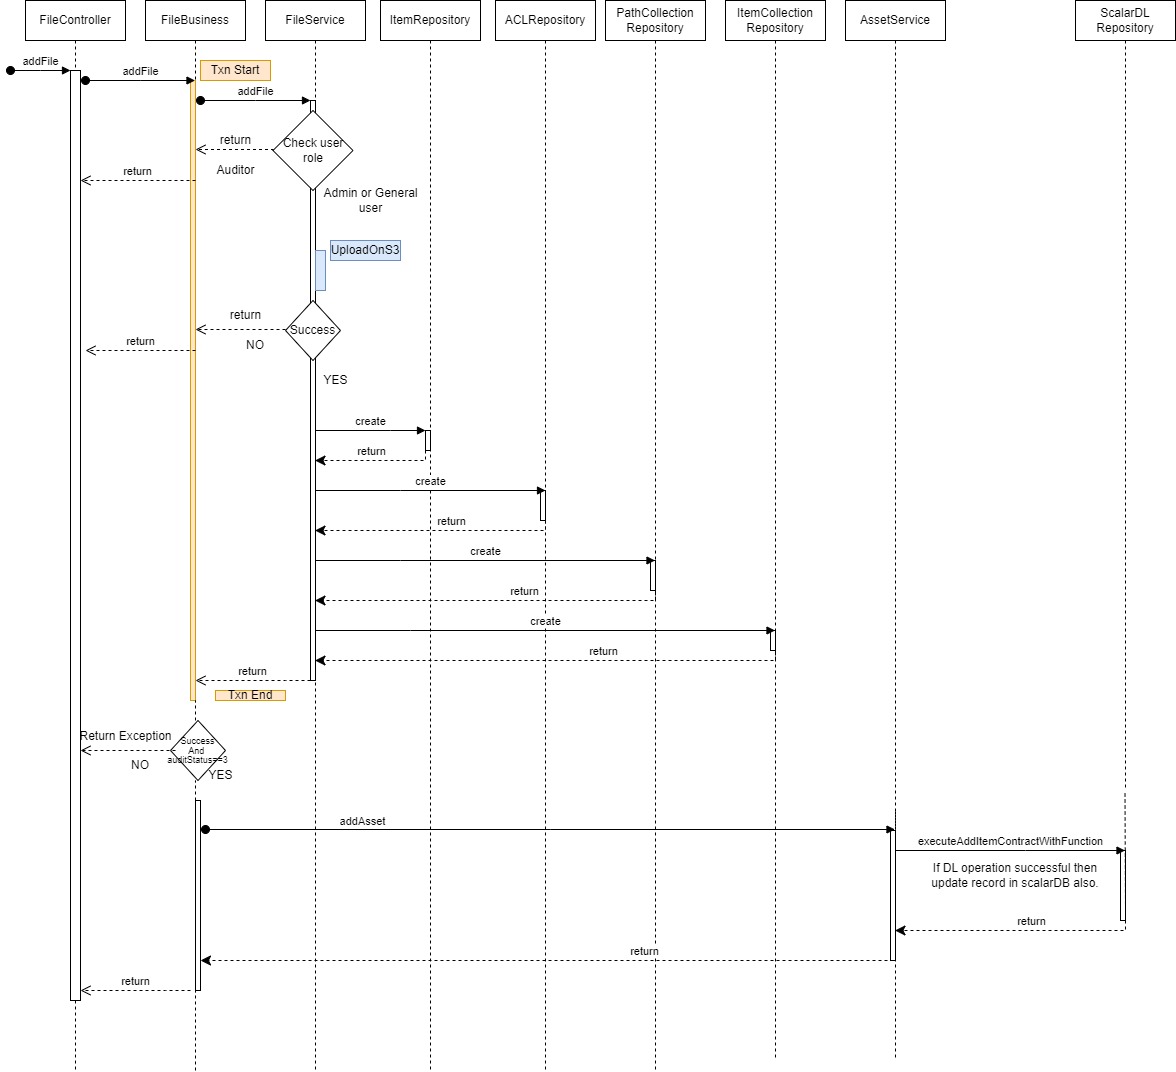 FileController
FileBusiness
FileService
ItemRepository
ACLRepository
PathCollection
Repository
ItemCollection
Repository
AssetService
ScalarDL
Repository
addFile
addFile
Txn Start
addFile
Check user
role
return
Auditor
return
Admin or General
user
UploadOnS3
return
Success
NO
return
YES
create
return
create
return
create
return
create
return
return
Txn End
Return Exception
Success
And
auditStatus==3
NO
YES
addAsset
executeAddItemContractWithFunction
If DL operation successful then
update record in scalarDB also.
return
return
return